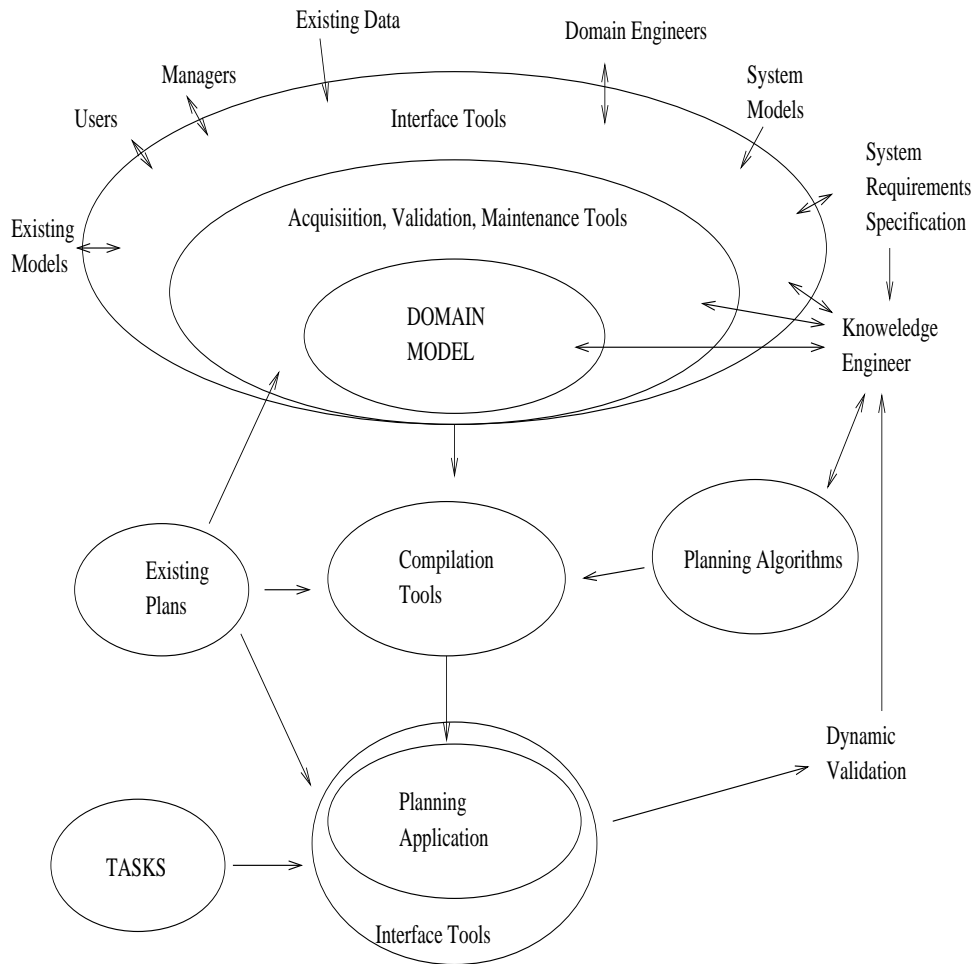 Existing Data
Domain Engineers
Managers
System
Models
Users
Interface Tools
System
Requirements
Specification
Acquisiition, Validation, Maintenance Tools
Existing
Models
DOMAIN
MODEL
Knoweledge
Engineer
Existing
Plans
Compilation
Tools
Planning Algorithms
Dynamic
Validation
Planning
Application
TASKS
Interface Tools